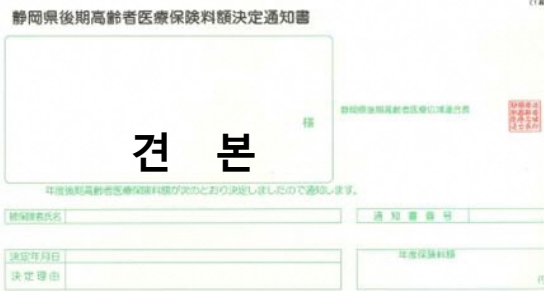 静岡県後期高齢者医療保険料額決定通知書
様
静岡県後期高齢者医療広域連合長
견 본
年度後期高齢者医療保険料額が次のとおり決定しましたので通知します。
被保険者氏名
通知書番号
決定年月日
年度保険料額
決定理由
円